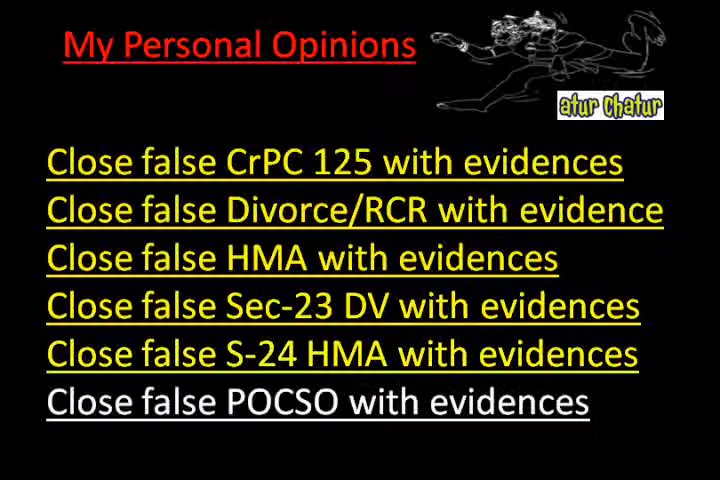 My Personal Opinions
atur Chatur
Close false CrPC 125 with evidences
Close false Divorce/RCR with evidence
Close false HMA with evidences
Close false Sec-23 DV with evidences
Close false S-24 HMA with evidences
Close false POCSO with evidences